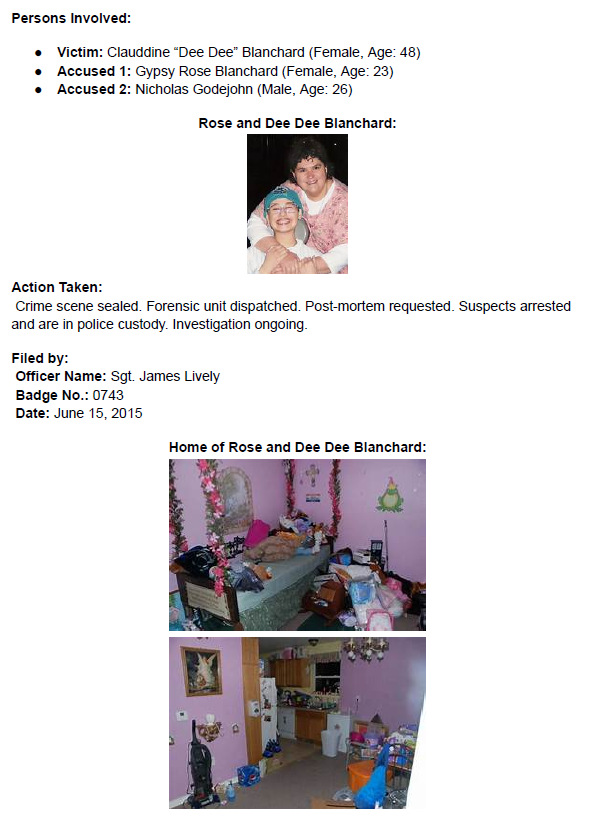 Persons Involved:
● Victim: Clauddine “Dee Dee” Blanchard (Female, Age: 48)
● Accused 1: Gypsy Rose Blanchard (Female, Age: 23)
● Accused 2: Nicholas Godejohn (Male, Age: 26)
Rose and Dee Dee Blanchard:
Action Taken:
Crime scene sealed. Forensic unit dispatched. Post-mortem requested. Suspects arrested
and are in police custody. Investigation ongoing.
Filed by:
Officer Name: Sgt. James Lively
Badge No.: 0743
Date: June 15, 2015
Home of Rose and Dee Dee Blanchard: